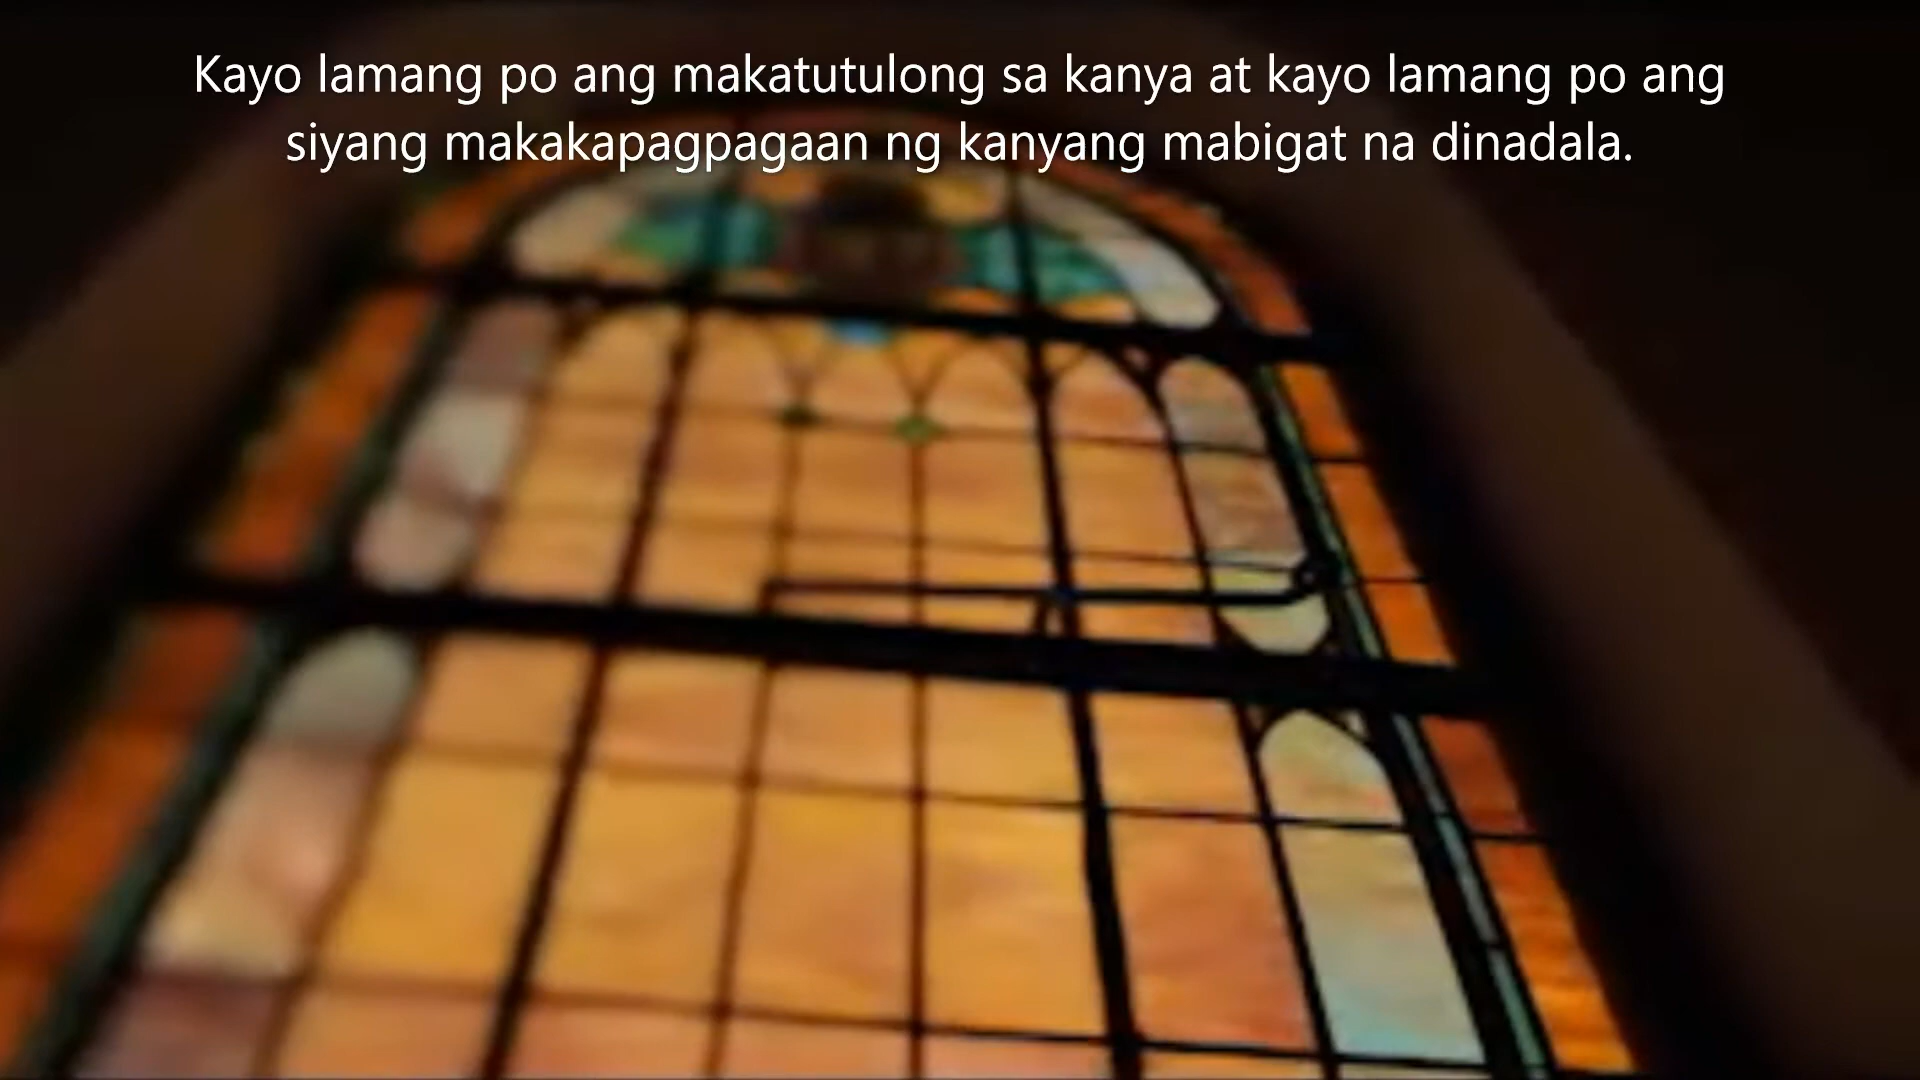 Kayo lamang po ang makatutulong sa kanya at kayo lamang po ang
siyang makakapagpagaan ng kanyang mabigat na dinadala.